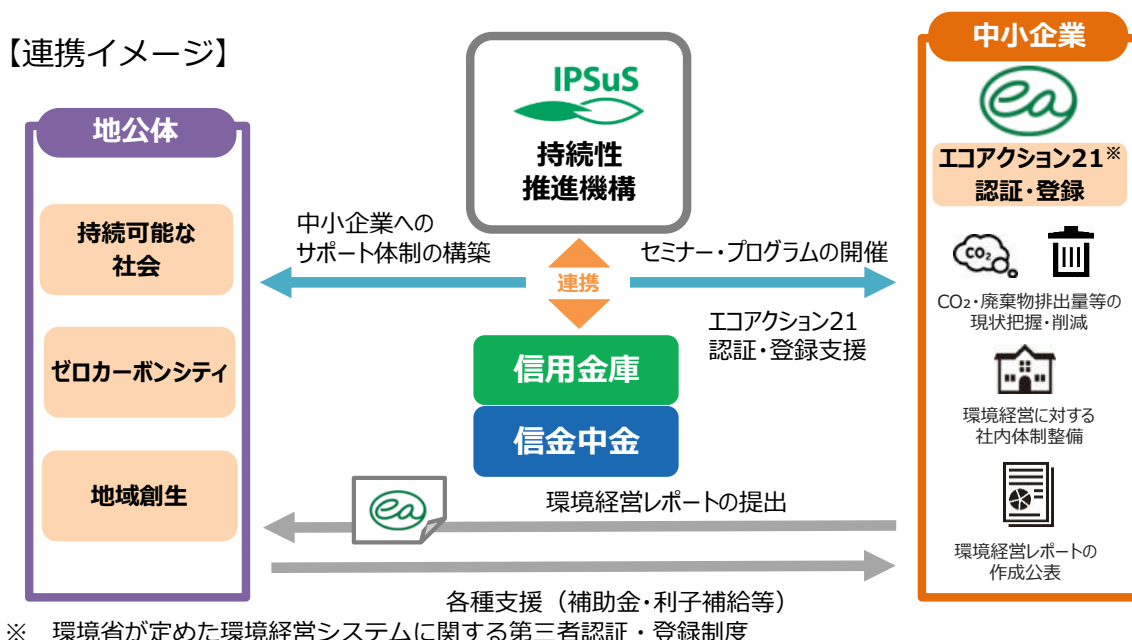 【連携イメージ】
地公体
持続可能な
社会
ゼロカーボンシティ
地域創生
IPSuS
持続性
推進機構
中小企業への
サポート体制の構築
連携
セミナー・プログラムの開催
エコアクション21
認証・登録支援
信用金庫
信金中金
ea
環境経営レポートの提出
各種支援（補助金・利子補給等）
中小企業
ea
エコアクション21※
認証・登録
CO₂
CO₂・廃棄物排出量等の
現状把握・削減
環境経営に対する
社内体制整備
環境経営レポートの
作成公表
※　環境省が定めた環境経営システムに関する第三者認証・登録制度